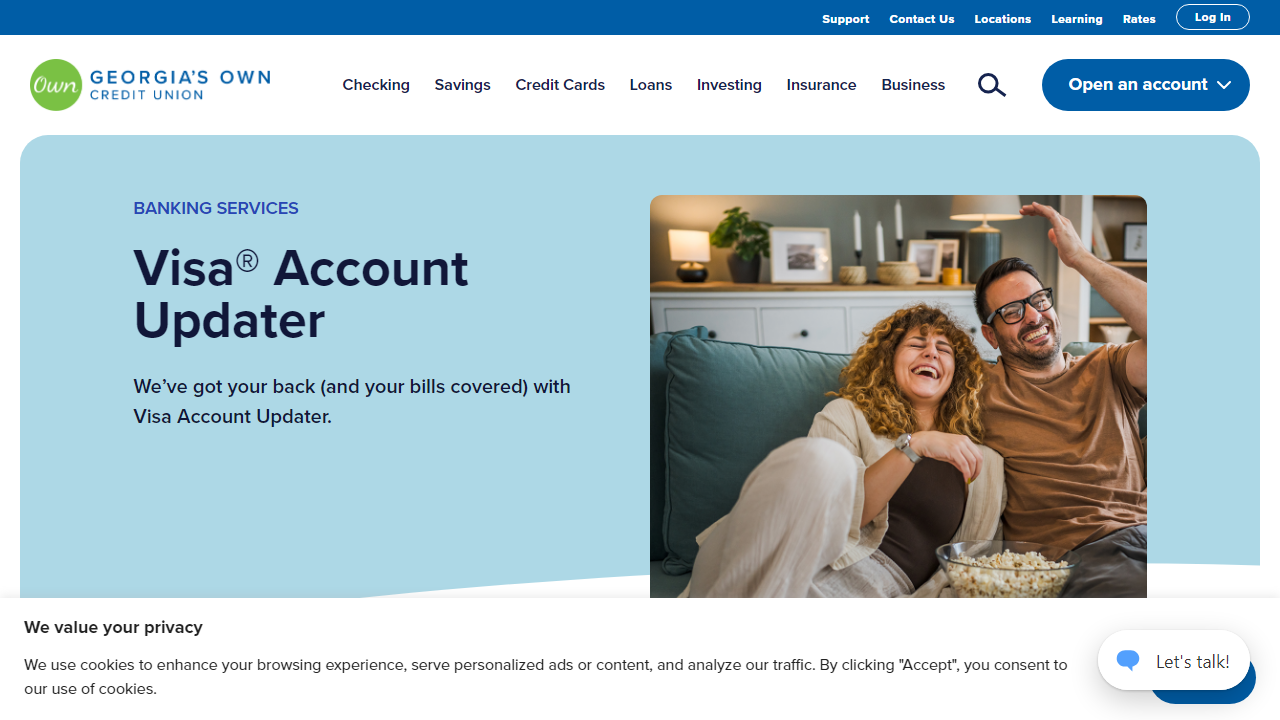 Support Contact Us Locations Learning Rates Log In
Own GEORGIA'S OWN
CREDIT UNION
Checking Savings Credit Cards Loans Investing Insurance Business Open an account
BANKING SERVICES
Visa® Account
Updater
We’ve got your back (and your bills covered) with
Visa Account Updater.
We value your privacy
We use cookies to enhance your browsing experience, serve personalized ads or content, and analyze our traffic. By clicking "Accept", you consent to
our use of cookies.
Let's talk!